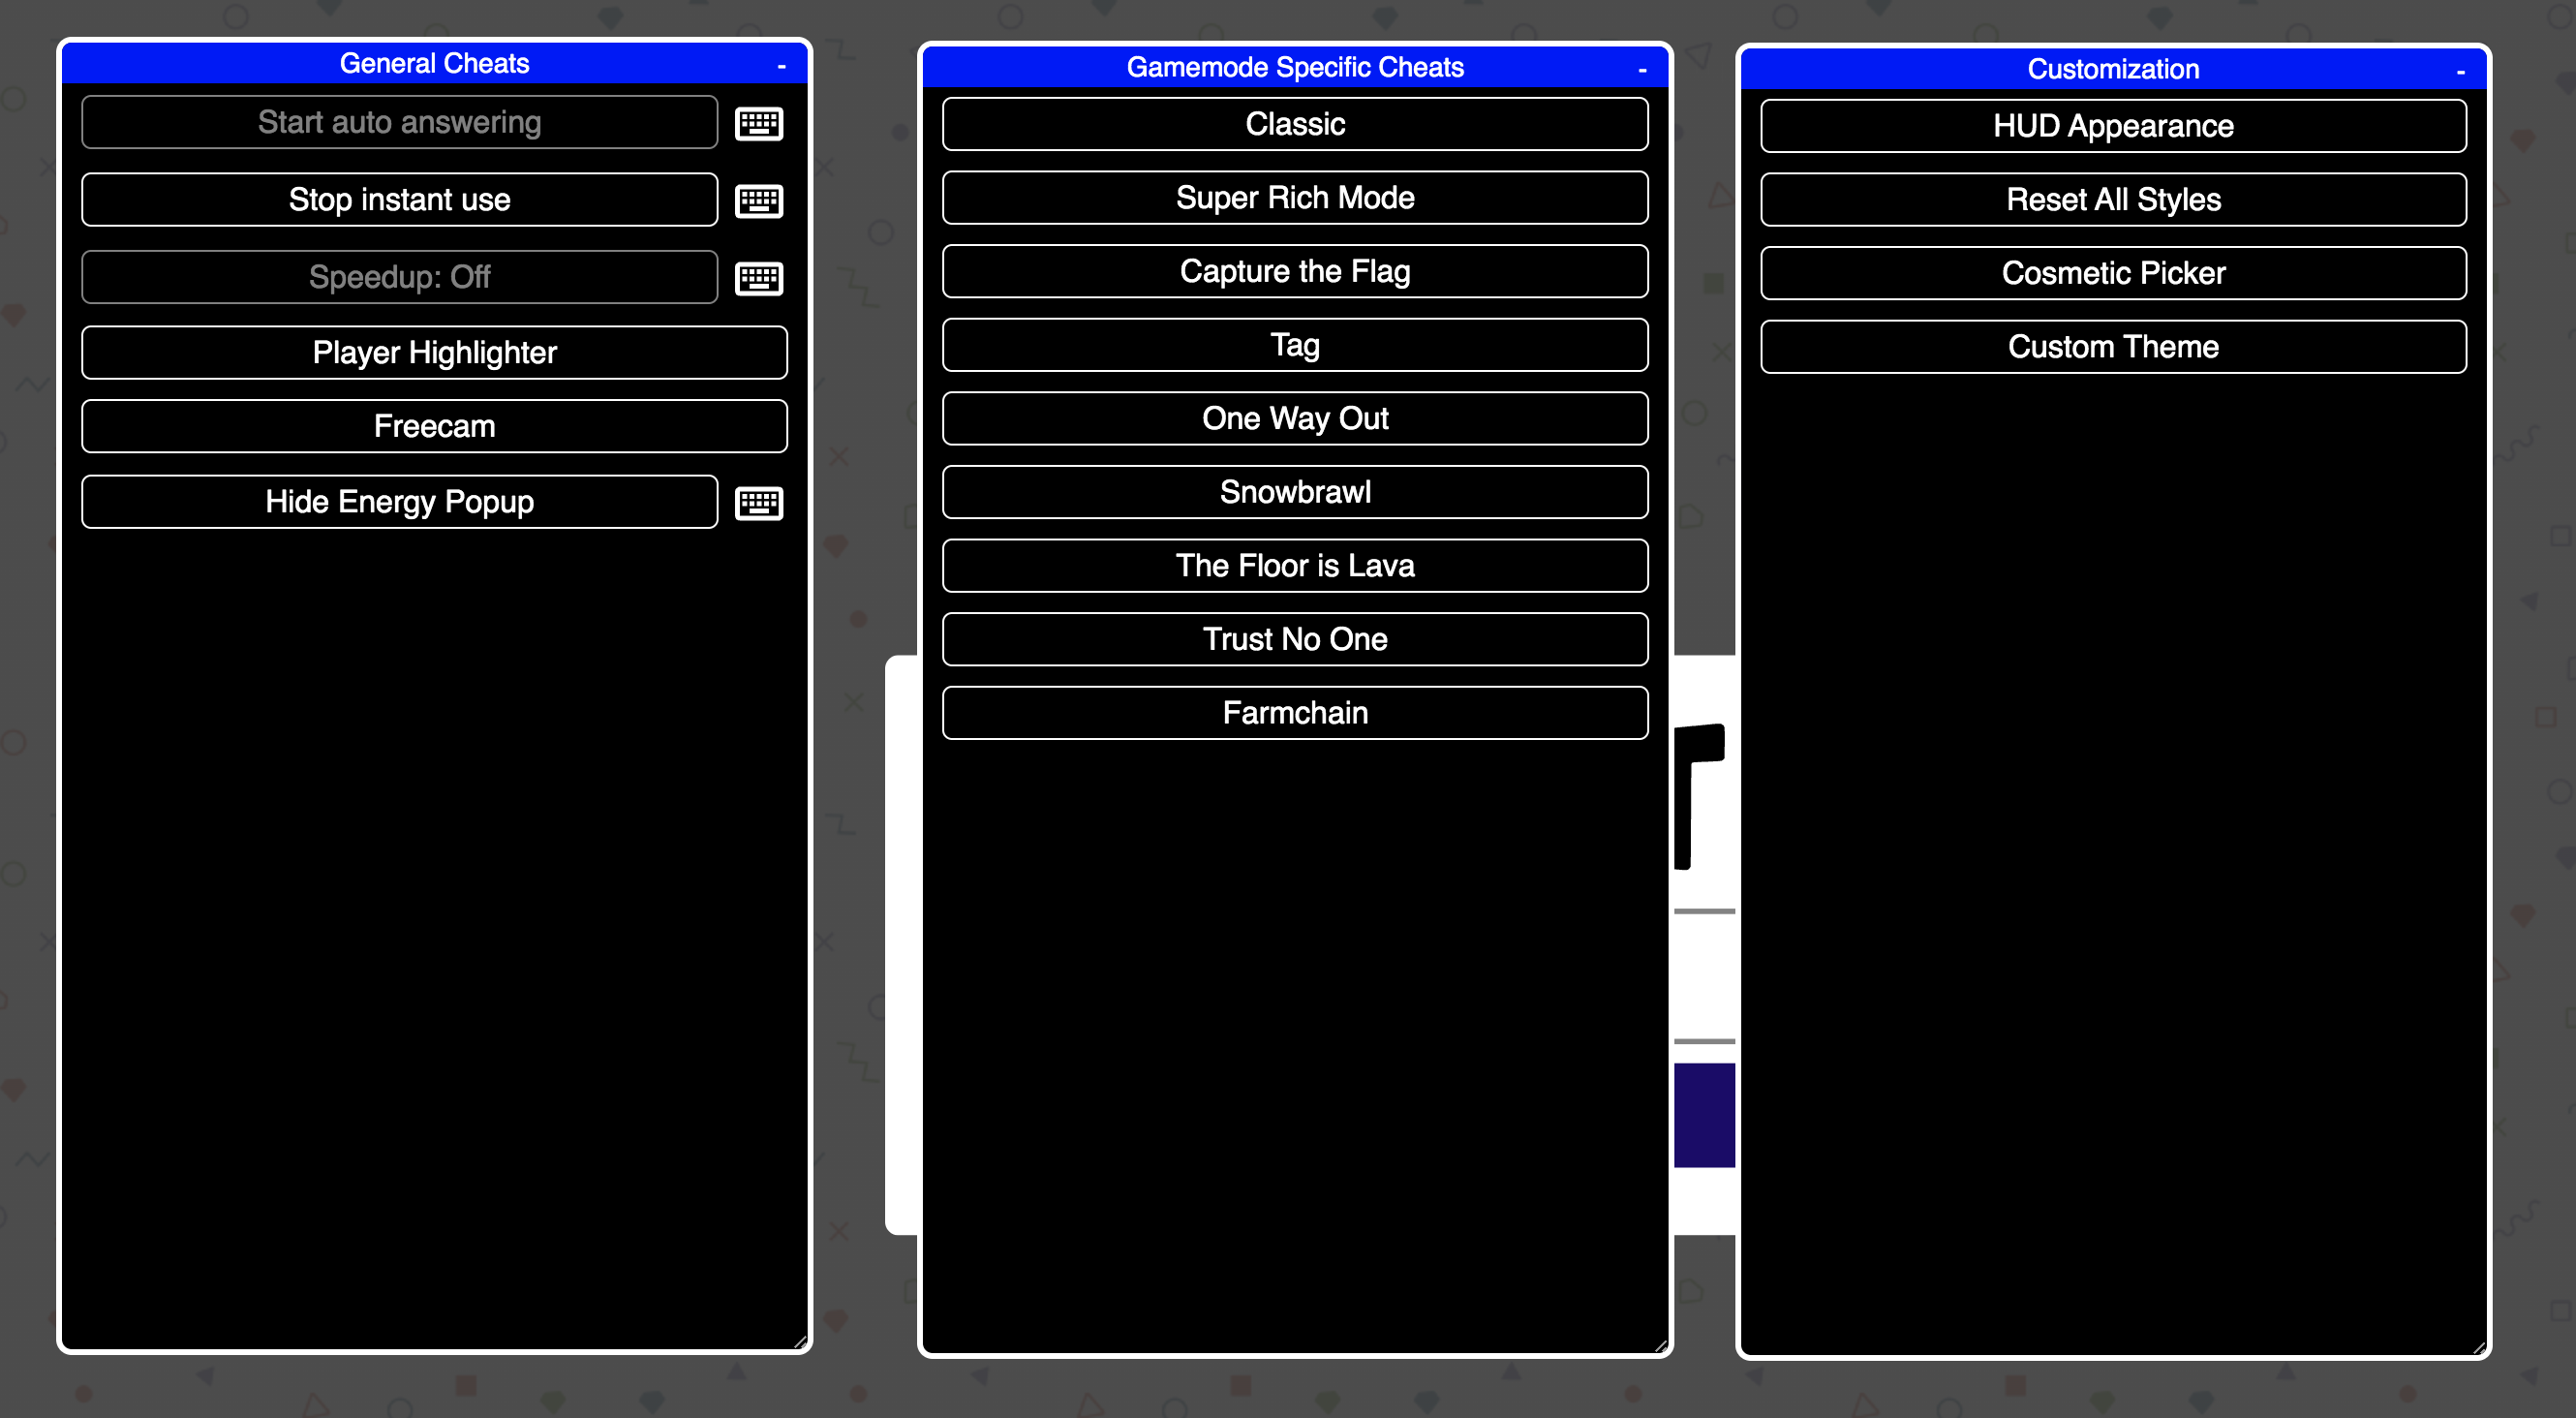 General Cheats -
Start auto answering
Stop instant use
Speedup: Off
Player Highlighter
Freecam
Hide Energy Popup
Gamemode Specific Cheats -
Classic
Super Rich Mode
Capture the Flag
Tag
One Way Out
Snowbrawl
The Floor is Lava
Trust No One
Farmchain
Customization -
HUD Appearance
Reset All Styles
Cosmetic Picker
Custom Theme